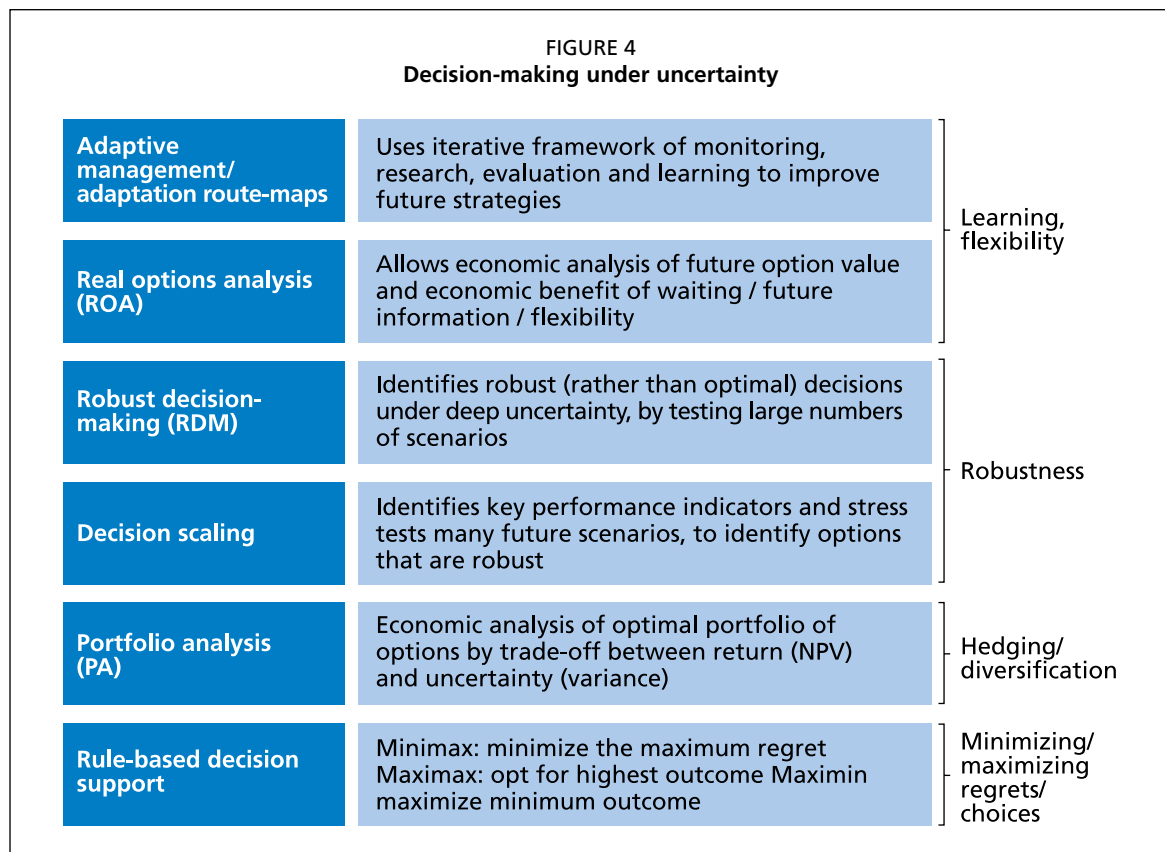 FIGURE 4
Decision-making under uncertainty
Adaptive
management/
adaptation route-maps
Uses iterative framework of monitoring,
research, evaluation and learning to improve
future strategies
Learning,
flexibility
Real options analysis
(ROA)
Allows economic analysis of future option value
and economic benefit of waiting / future
information / flexibility
Robust decision-
making (RDM)
Identifies robust (rather than optimal) decisions
under deep uncertainty, by testing large numbers
of scenarios
Robustness
Decision scaling
Identifies key performance indicators and stress
tests many future scenarios, to identify options
that are robust
Portfolio analysis
(PA)
Economic analysis of optimal portfolio of
options by trade-off between return (NPV)
and uncertainty (variance)
Hedging/
diversification
Rule-based decision
support
Minimax: minimize the maximum regret
Maximax: opt for highest outcome Maximin
maximize minimum outcome
Minimizing/
maximizing
regrets/
choices